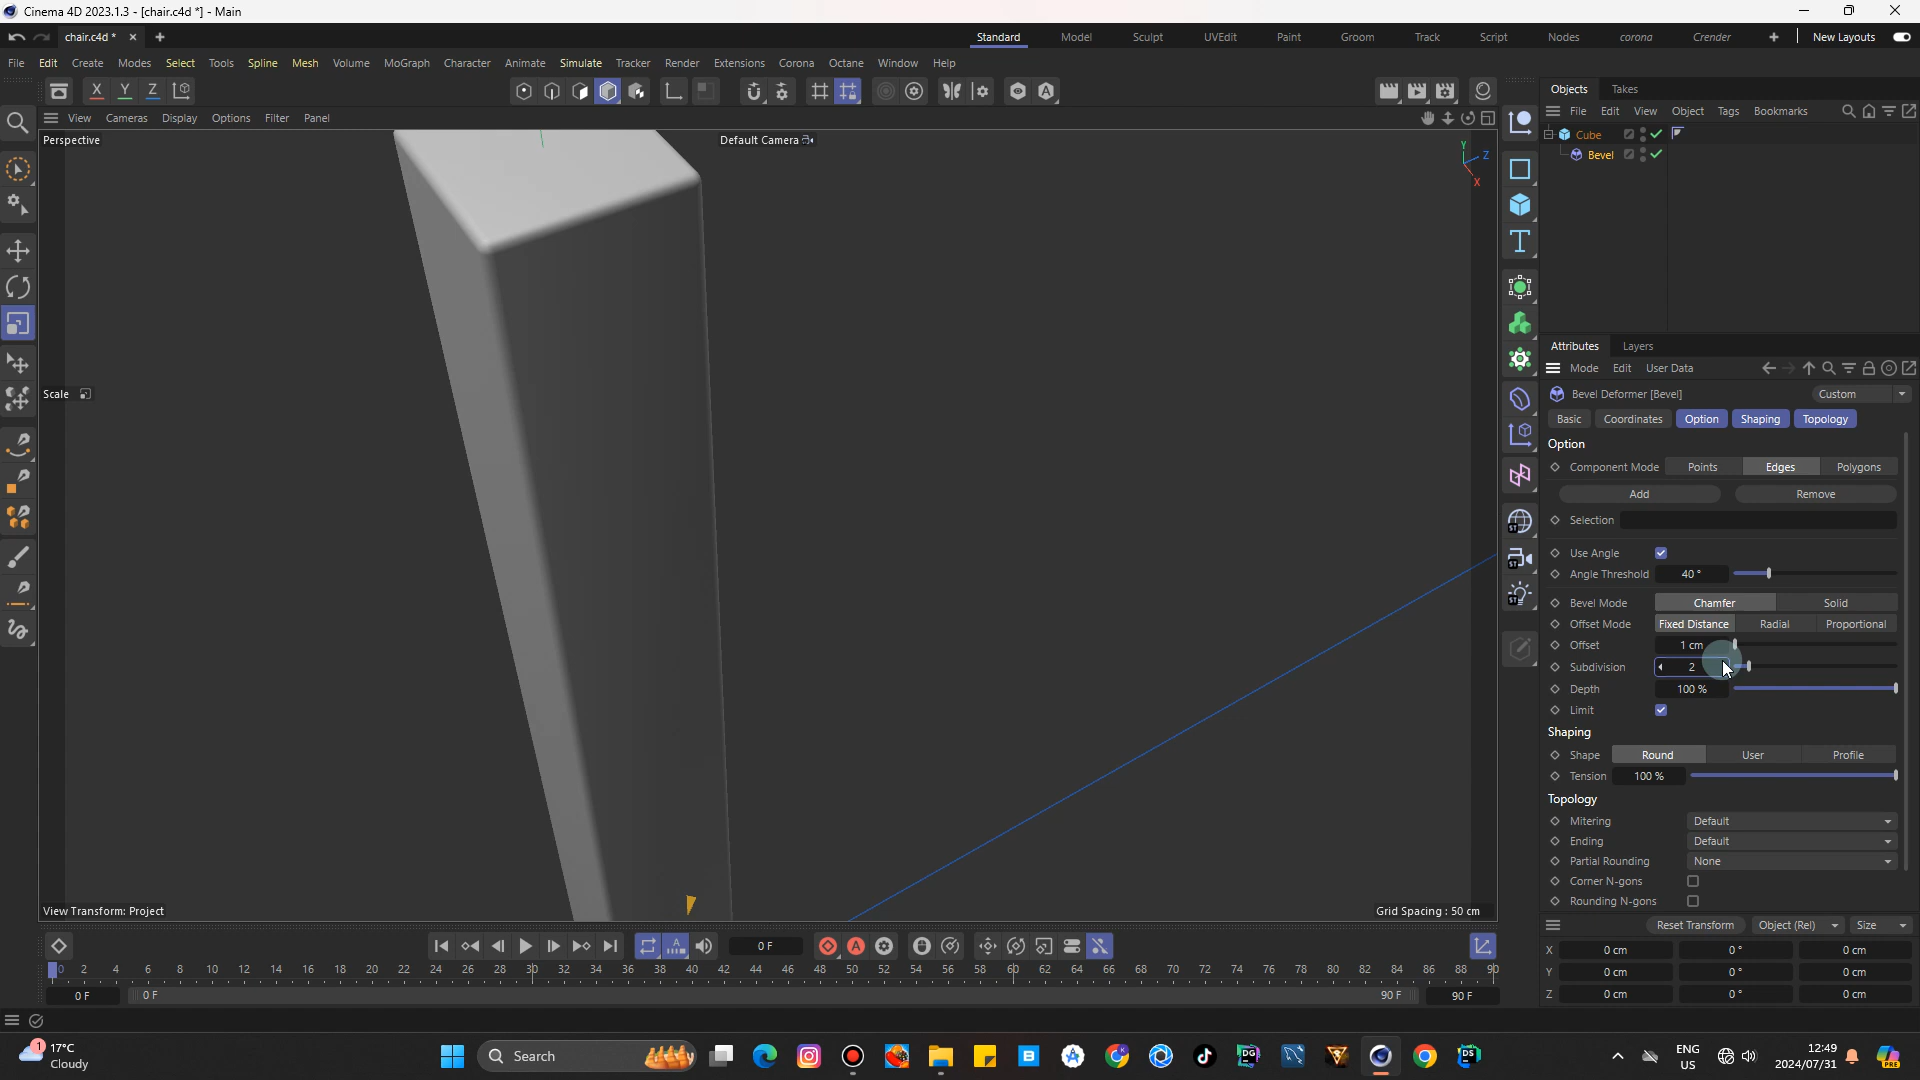 Cinema 4D 2023.1.3 - [chair.c4d *] - Main
chair.c4d * Standard Model Sculpt UVEdit Paint Groom Track Script Nodes corona Crender New Layouts
File Edit Create Modes Select Tools Spline Mesh Volume MoGraph Character Animate Simulate Tracker Render Extensions Corona Octane Window Help
X Y Z
Objects Takes
View Cameras Display Options Filter Panel
File Edit View Object Tags Bookmarks
Perspective Default Camera
Y Z X
Cube
Bevel
Attributes Layers
Mode Edit User Data
Scale
Bevel Deformer [Bevel] Custom
Basic Coordinates Option Shaping Topology
Option
Component Mode Points Edges Polygons
Add Remove
Selection
Use Angle
Angle Threshold 40 °
Bevel Mode Chamfer Solid
Offset Mode Fixed Distance Radial Proportional
Offset 1 cm
Subdivision 2
Depth 100 %
Limit
Shaping
Shape Round User Profile
Tension 100 %
Topology
Mitering Default
Ending Default
Partial Rounding None
Corner N-gons
Rounding N-gons
View Transform: Project Grid Spacing : 50 cm
Reset Transform Object (Rel) Size
0 F
X 0 cm 0 ° 0 cm
Y 0 cm 0 ° 0 cm
Z 0 cm 0 ° 0 cm
0 2 4 6 8 10 12 14 16 18 20 22 24 26 28 30 32 34 36 38 40 42 44 46 48 50 52 54 56 58 60 62 64 66 68 70 72 74 76 78 80 82 84 86 88 90
0 F 0 F 90 F 90 F
1 17°C
Cloudy
Search
ENG
US
12:49
2024/07/31